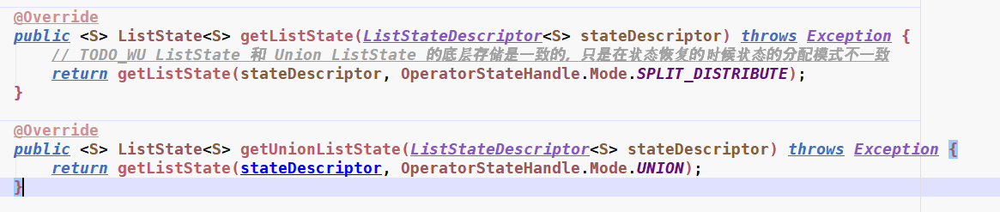 @Override
public <S> ListState<S> getListState(ListStateDescriptor<S> stateDescriptor) throws Exception {
// TODO_WU ListState 和 Union ListState 的底层存储是一致的, 只是在状态恢复的时候状态的分配模式不一致
return getListState(stateDescriptor, OperatorStateHandle.Mode.SPLIT_DISTRIBUTE);
}
@Override
public <S> ListState<S> getUnionListState(ListStateDescriptor<S> stateDescriptor) throws Exception {
return getListState(stateDescriptor, OperatorStateHandle.Mode.UNION);
}